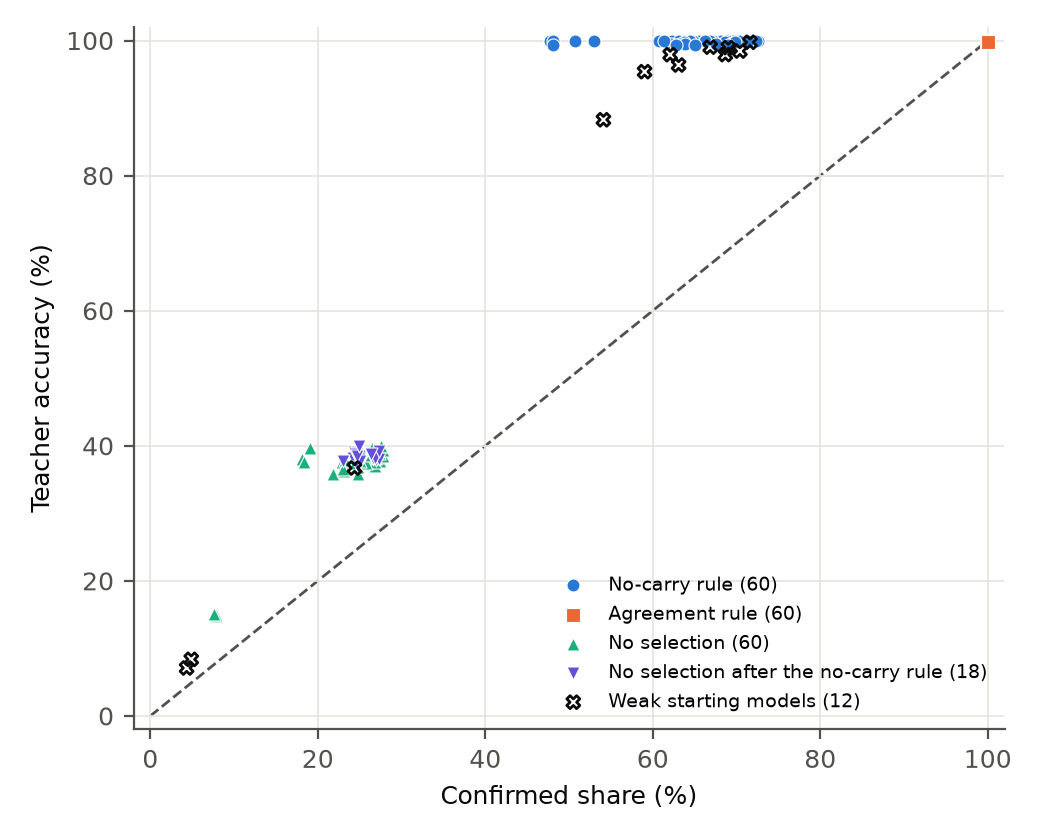 100
80
60
40
20
0
Teacher accuracy (%)
No-carry rule (60)
Agreement rule (60)
No selection (60)
No selection after the no-carry rule (18)
Weak starting models (12)
0 20 40 60 80 100
Confirmed share (%)